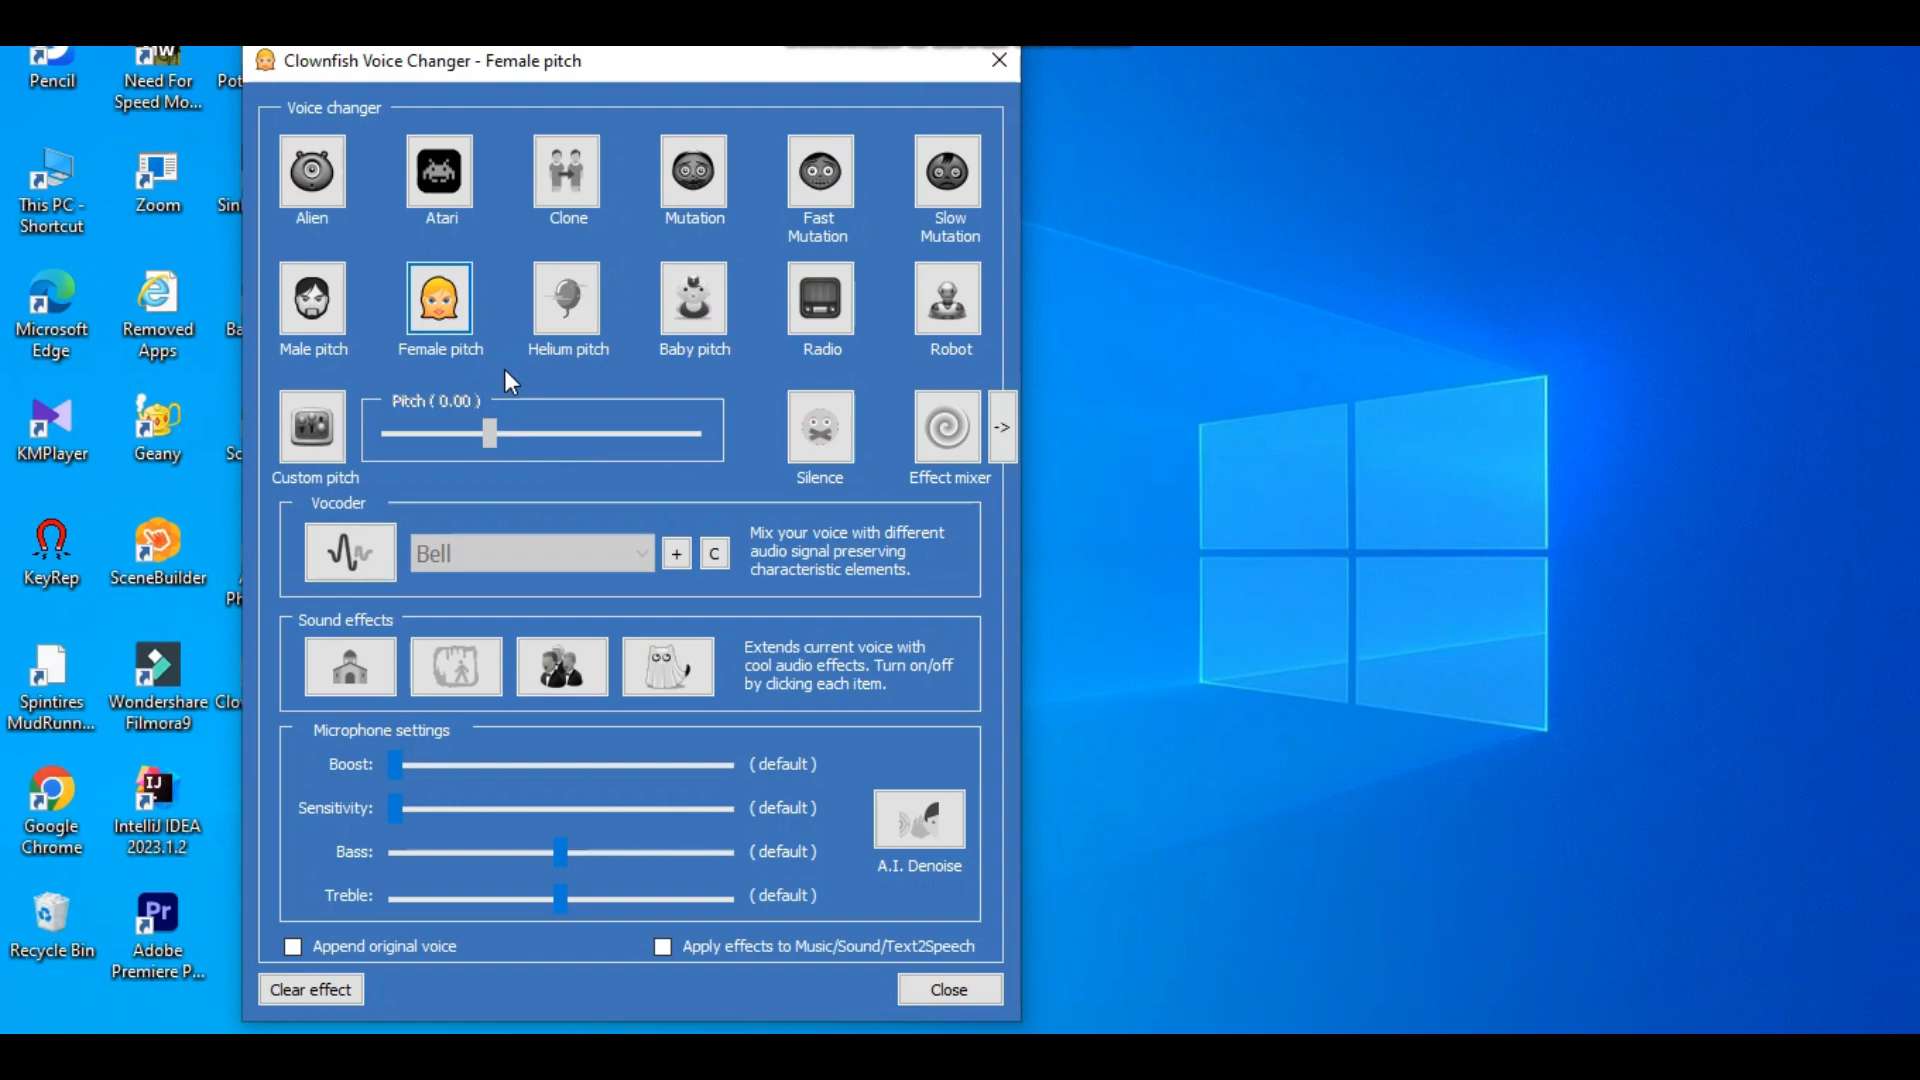 Clownfish Voice Changer - Female pitch
Pencil
Need For
Speed Mo...
Pot
This PC -
Shortcut
Zoom
Sinl
Microsoft
Edge
Removed
Apps
Ba
KMPlayer
Geany
Sc
KeyRep
SceneBuilder
Ph
Spintires
MudRunn...
Wondershare
Filmora9
Clo
Google
Chrome
IntelliJ IDEA
2023.1.2
Recycle Bin
Adobe
Premiere P...
Voice changer
Alien
Atari
Clone
Mutation
Fast
Mutation
Slow
Mutation
Male pitch
Female pitch
Helium pitch
Baby pitch
Radio
Robot
Pitch ( 0.00 )
->
Custom pitch
Silence
Effect mixer
Vocoder
Bell
+
C
Mix your voice with different
audio signal preserving
characteristic elements.
Sound effects
Extends current voice with
cool audio effects. Turn on/off
by clicking each item.
Microphone settings
Boost:
( default )
Sensitivity:
( default )
Bass:
( default )
Treble:
( default )
A.I. Denoise
Append original voice
Apply effects to Music/Sound/Text2Speech
Clear effect
Close